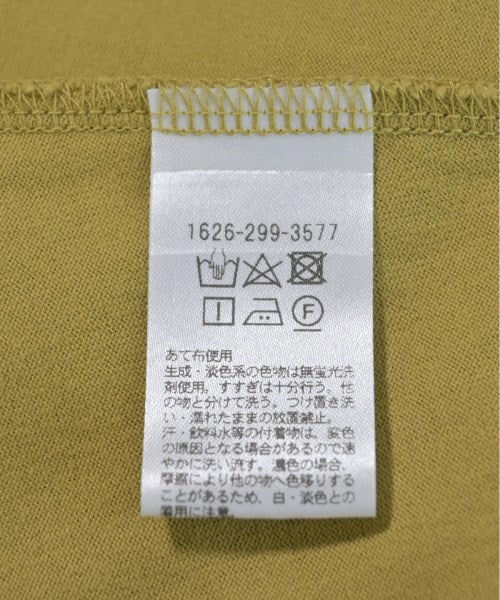 1626-299-3577
F
あて布使用
生成・淡色系の色物は無蛍光洗
剤使用。すすぎは十分行う。他
の物と分けて洗う。つけ置き洗
い・濡れたままの放置禁止。
汗・飲料水等の付着物は、変色
の原因となる場合があるので速
やかに洗い流す。濃色の場合、
摩擦により他の物へ色移りする
ことがあるため、白・淡色との
着用に注意。